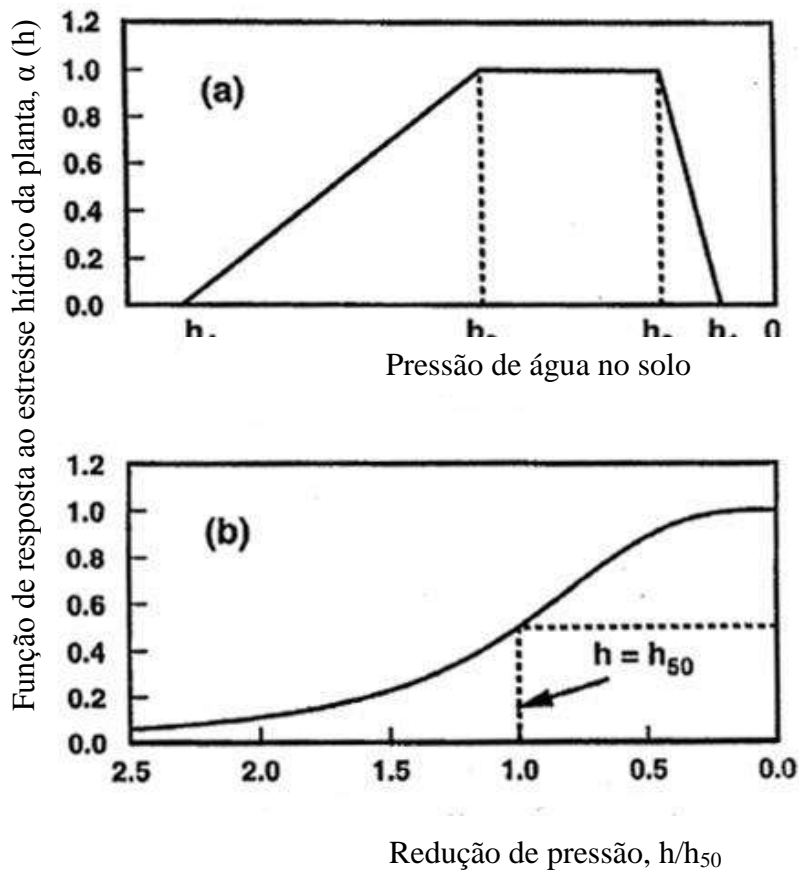 Função de resposta ao estresse hídrico da planta, α (h)
1.2
1.0
0.8
0.6
0.4
0.2
0.0
(a)
h h h h 0
Pressão de água no solo
1.2
1.0
0.8
0.6
0.4
0.2
0.0
(b)
h = h50
2.5 2.0 1.5 1.0 0.5 0.0
Redução de pressão, h/h50